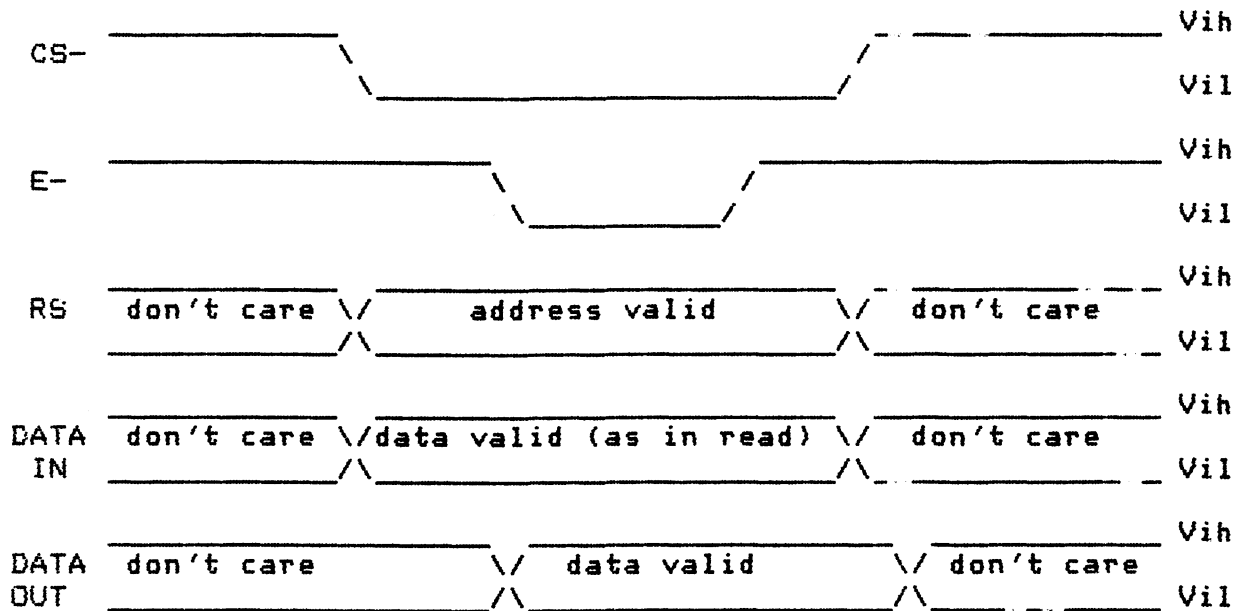 Vih
CS-
Vil
Vih
E-
Vil
Vih
RS don't care address valid don't care
Vil
Vih
DATA don't care data valid (as in read) don't care
IN Vil
Vih
DATA don't care data valid don't care
OUT Vil